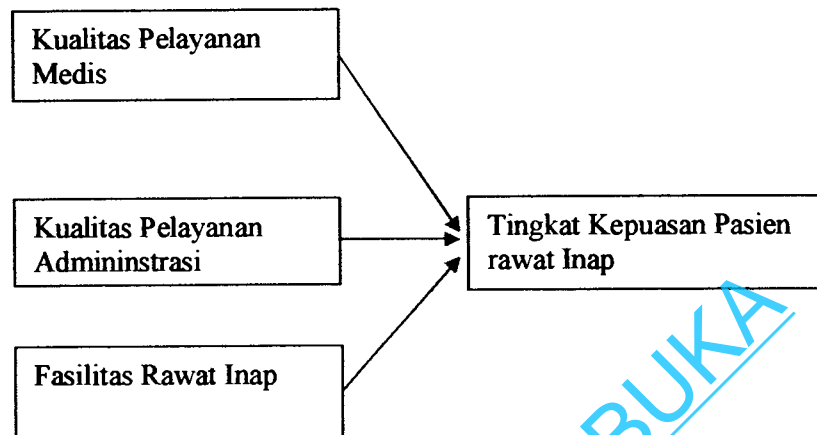 Kualitas Pelayanan
Medis
Kualitas Pelayanan
Admininstrasi
Tingkat Kepuasan Pasien
rawat Inap
Fasilitas Rawat Inap
BUKA